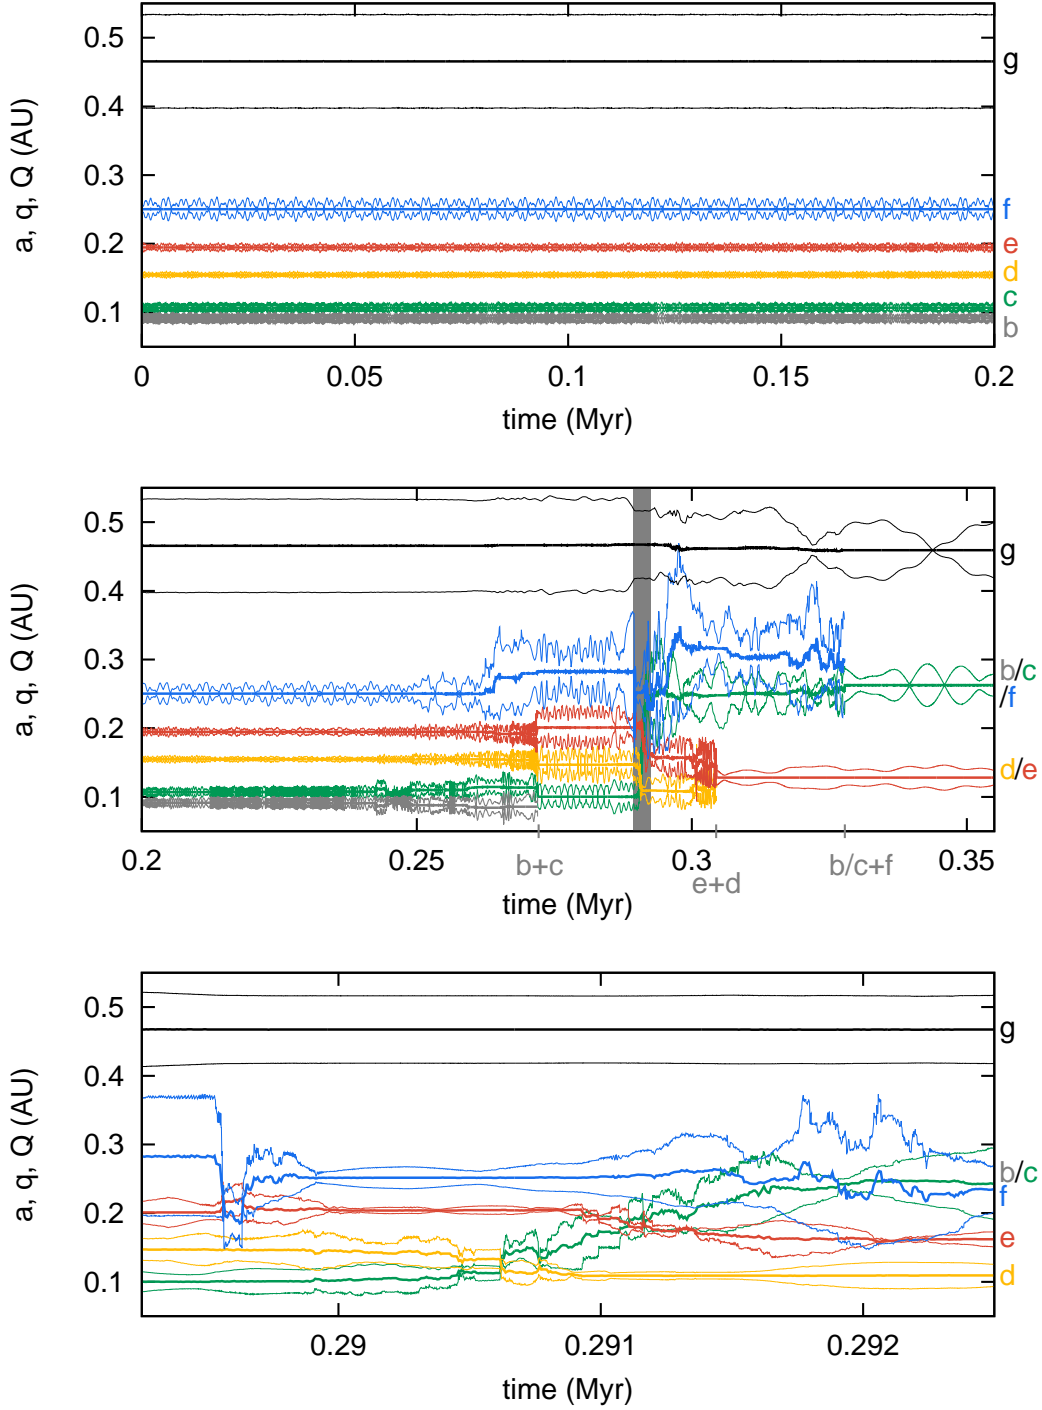 a, q, Q (AU)
0.5
0.4
0.3
0.2
0.1
g
f
e
d
c
b
0 0.05 0.1 0.15 0.2
time (Myr)
a, q, Q (AU)
0.5
0.4
0.3
0.2
0.1
g
b/c
/f
d/e
0.2 0.25 0.3 0.35
b+c e+d b/c+f
time (Myr)
a, q, Q (AU)
0.5
0.4
0.3
0.2
0.1
g
b/c
f
e
d
0.29 0.291 0.292
time (Myr)